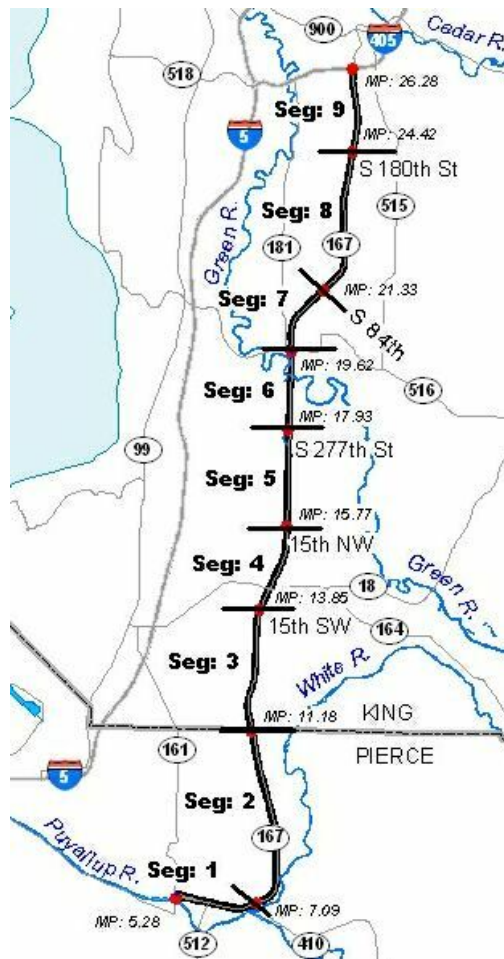 900
405
Cadar R.
518
MP: 26.28
5
Seg: 9
MP: 24.42
S 180th St
Green R.
Seg: 8
515
181
167
MP: 21.33
Seg: 7
S 84th
MP: 19.62
Seg: 6
516
MP: 17.93
S 277th St
99
Seg: 5
MP: 15.77
15th NW
Seg: 4
18
Green R.
MP: 13.85
15th SW
164
Seg: 3
White R.
KING
MP: 11.18
PIERCE
161
5
Seg: 2
167
Puyallup R.
Seg: 1
MP: 5.28
MP: 7.09
512
410